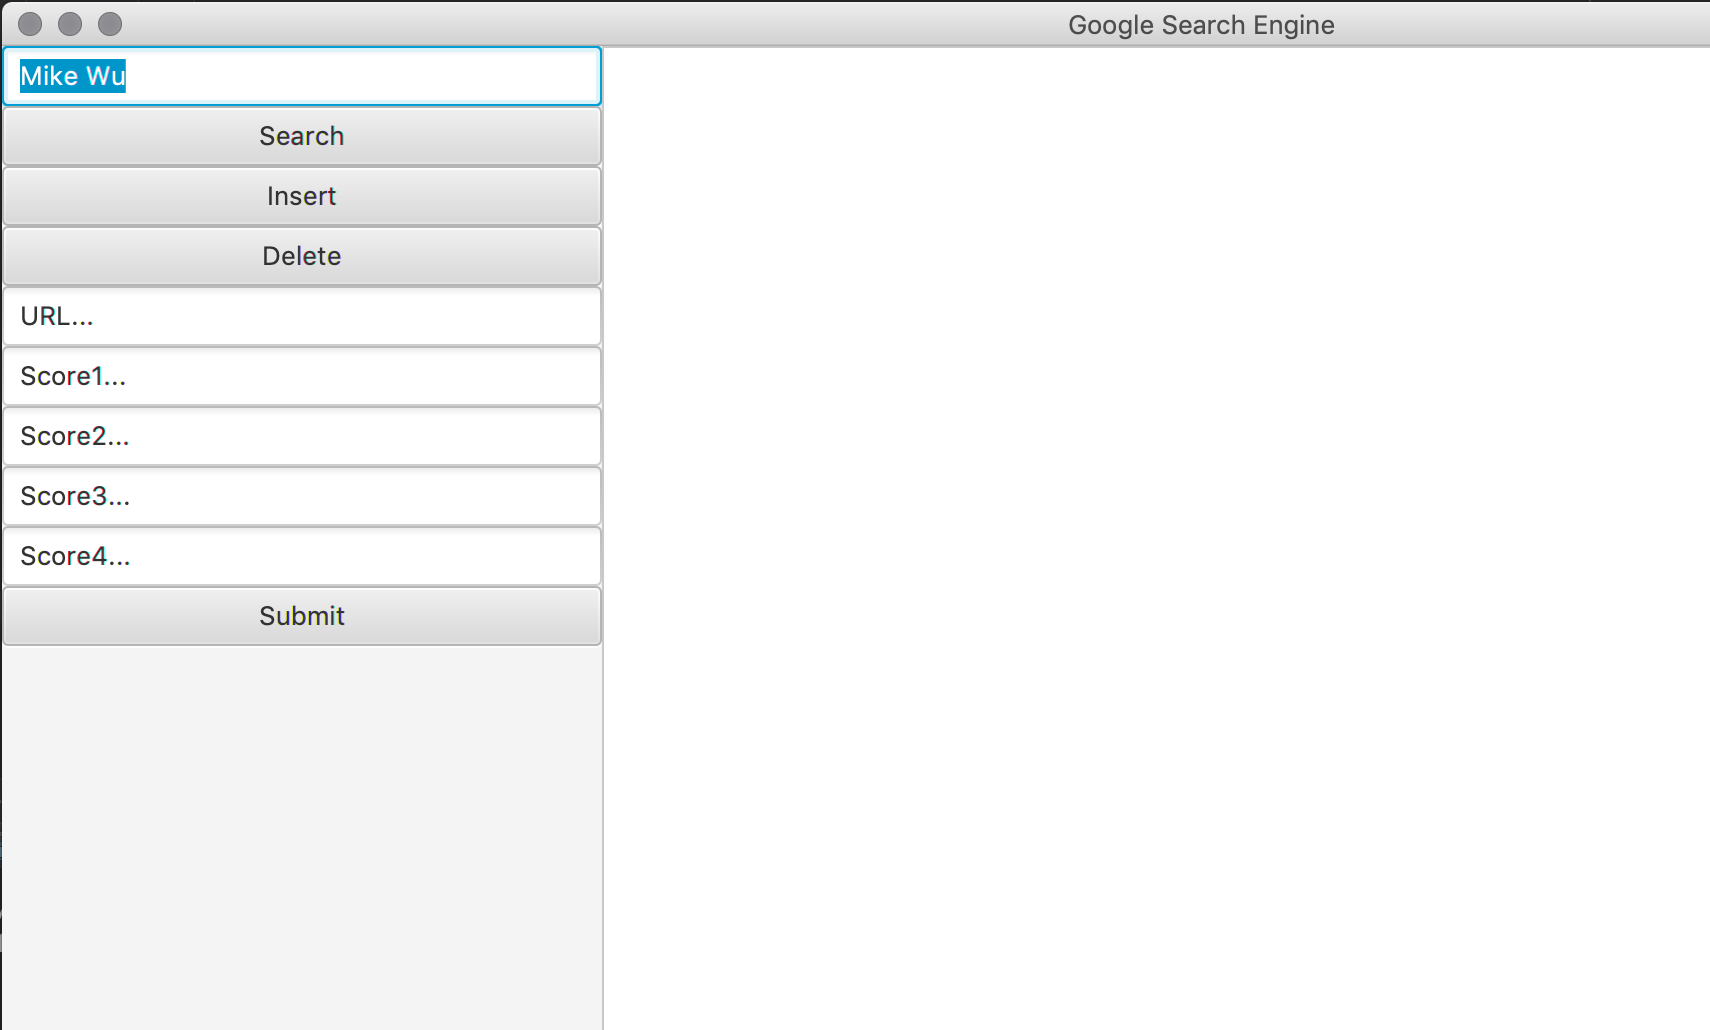 Google Search Engine
Mike Wu
Search
Insert
Delete
URL...
Score1...
Score2...
Score3...
Score4...
Submit